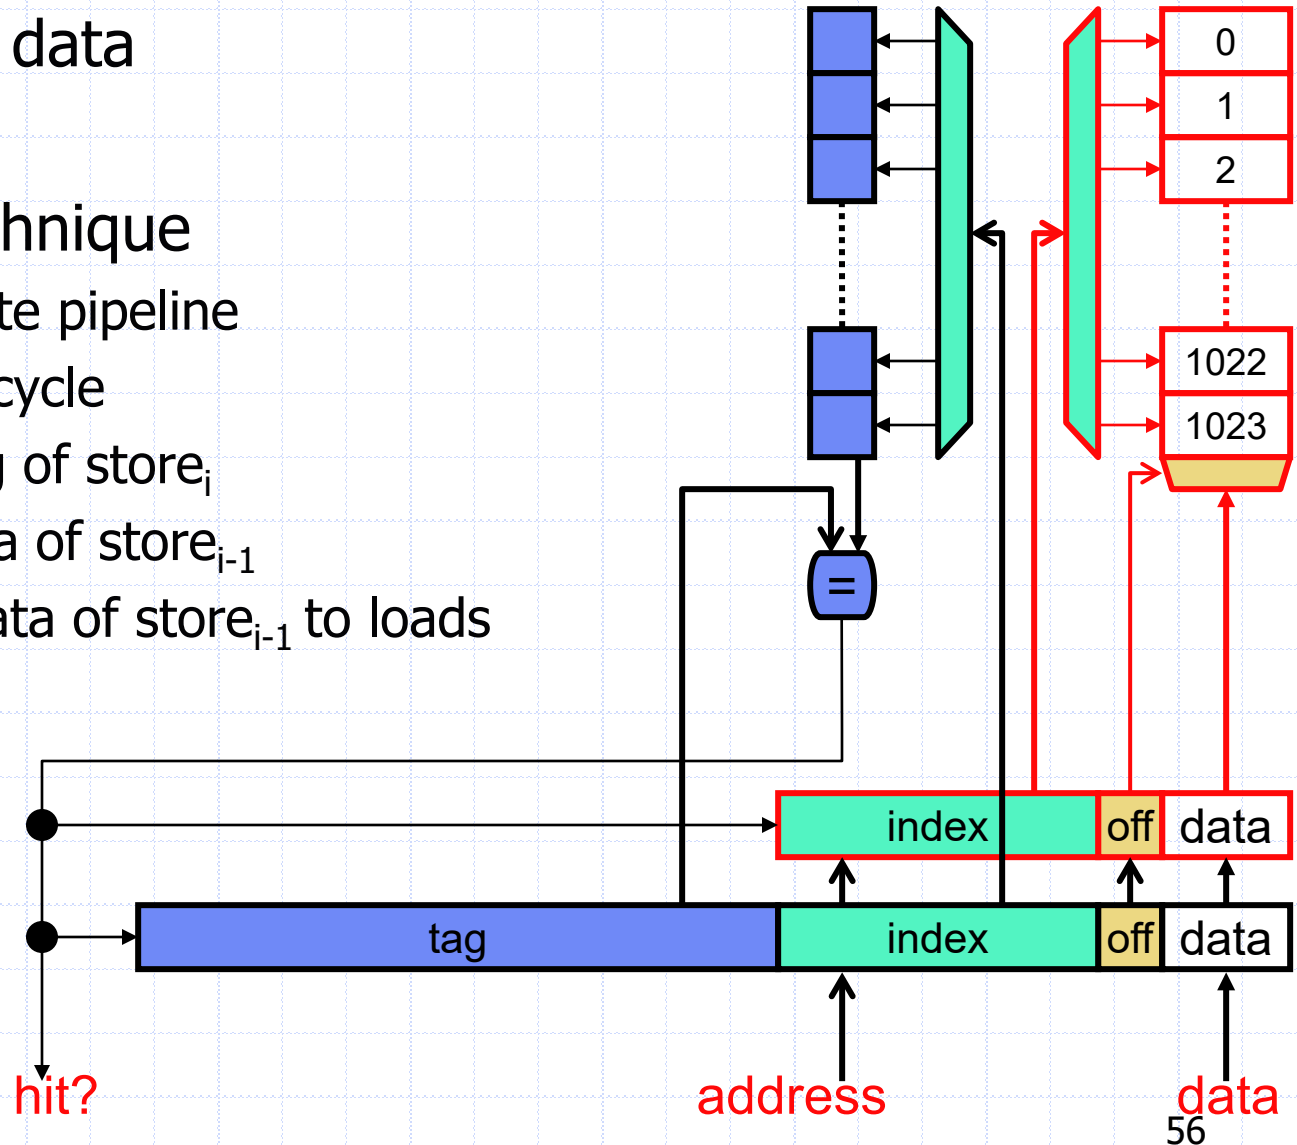 data
hnique
te pipeline
cycle
g of storeᵢ
a of storeᵢ₋₁
ata of storeᵢ₋₁ to loads
0
1
2
1022
1023
=
index off data
tag index off data
hit? address data
56